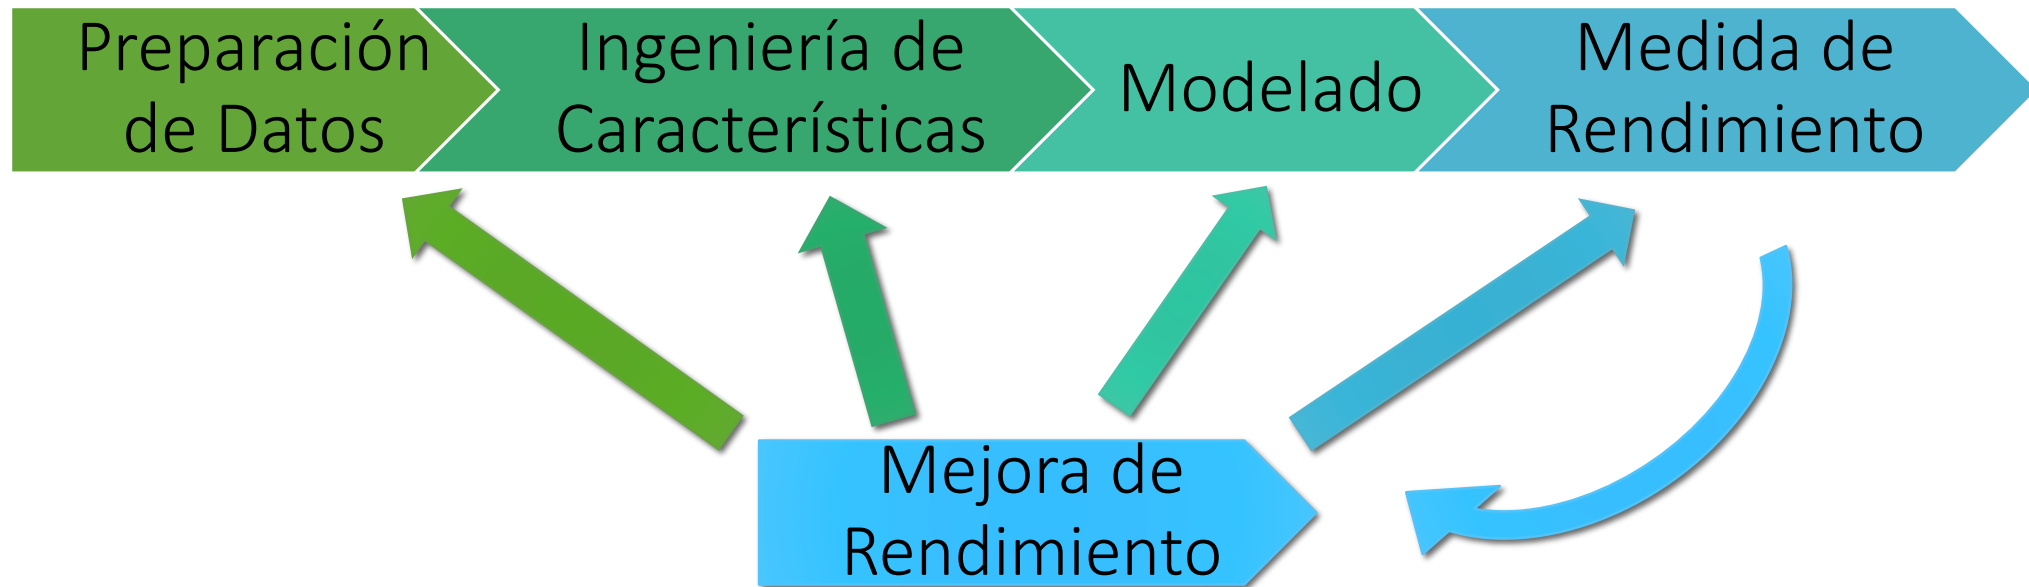 Preparación
de Datos
Ingeniería de
Características
Modelado
Medida de
Rendimiento
Mejora de
Rendimiento